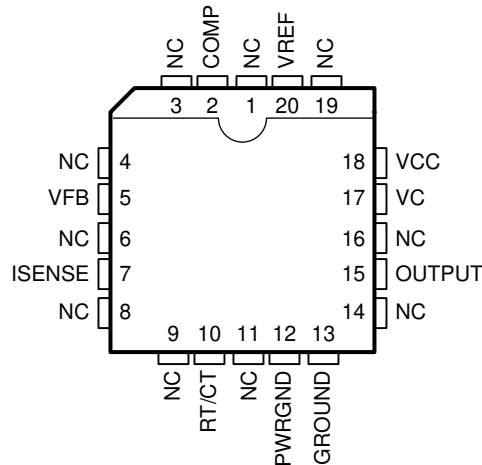 NC COMP NC VREF NC
3 2 1 20 19
NC 4 18 VCC
VFB 5 17 VC
NC 6 16 NC
ISENSE 7 15 OUTPUT
NC 8 14 NC
9 10 11 12 13
NC RT/CT NC PWRGND GROUND